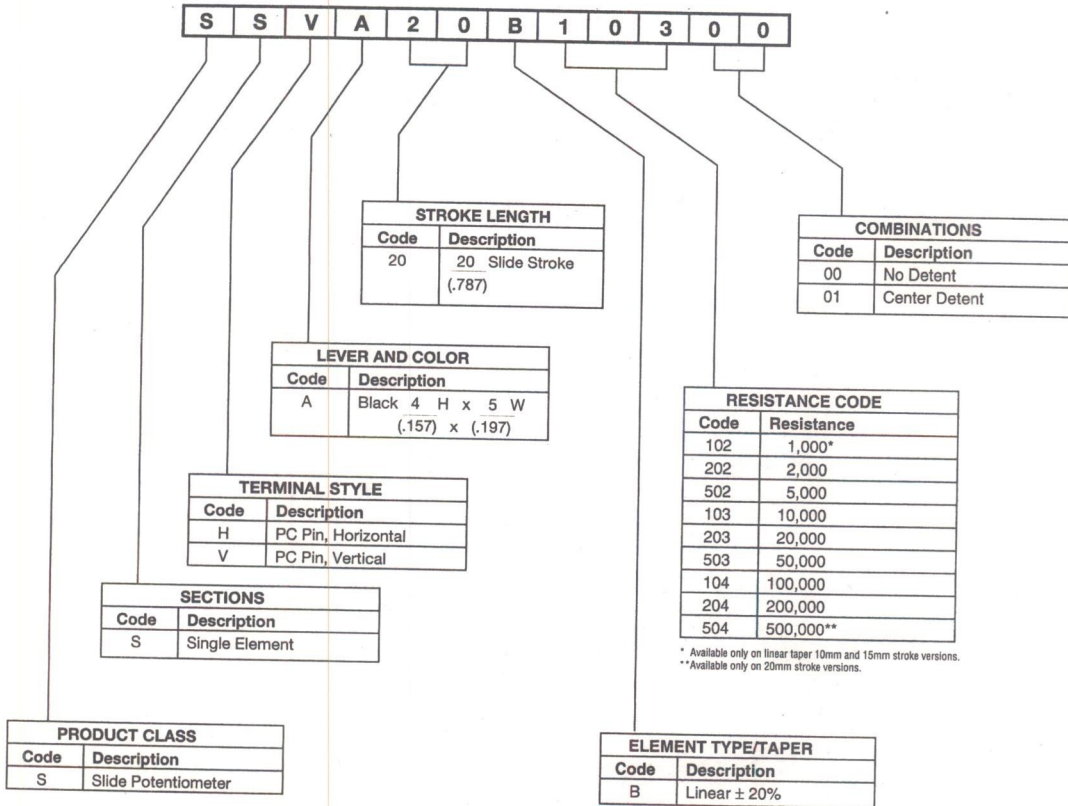 S S V A 2 0 B 1 0 3 0 0
STROKE LENGTH
Code Description
20 20 Slide Stroke
(.787)
COMBINATIONS
Code Description
00 No Detent
01 Center Detent
LEVER AND COLOR
Code Description
A Black 4 H x 5 W
(.157) x (.197)
RESISTANCE CODE
Code Resistance
102 1,000*
202 2,000
502 5,000
103 10,000
203 20,000
503 50,000
104 100,000
204 200,000
504 500,000**
* Available only on linear taper 10mm and 15mm stroke versions.
**Available only on 20mm stroke versions.
TERMINAL STYLE
Code Description
H PC Pin, Horizontal
V PC Pin, Vertical
SECTIONS
Code Description
S Single Element
PRODUCT CLASS
Code Description
S Slide Potentiometer
ELEMENT TYPE/TAPER
Code Description
B Linear ± 20%